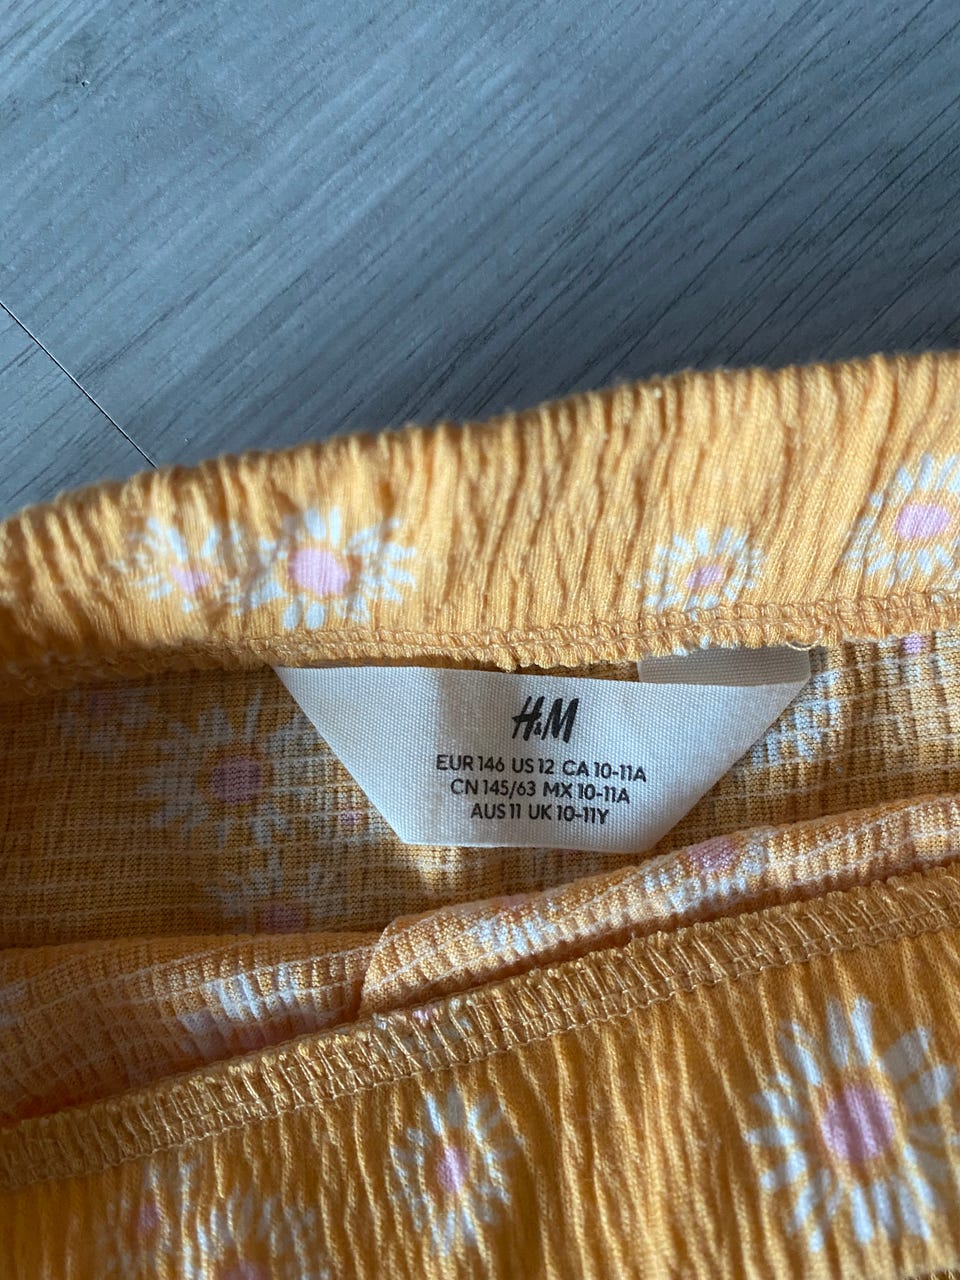 H&M
EUR 146 US 12 CA 10-11A
CN 145/63 MX 10-11A
AUS 11 UK 10-11Y